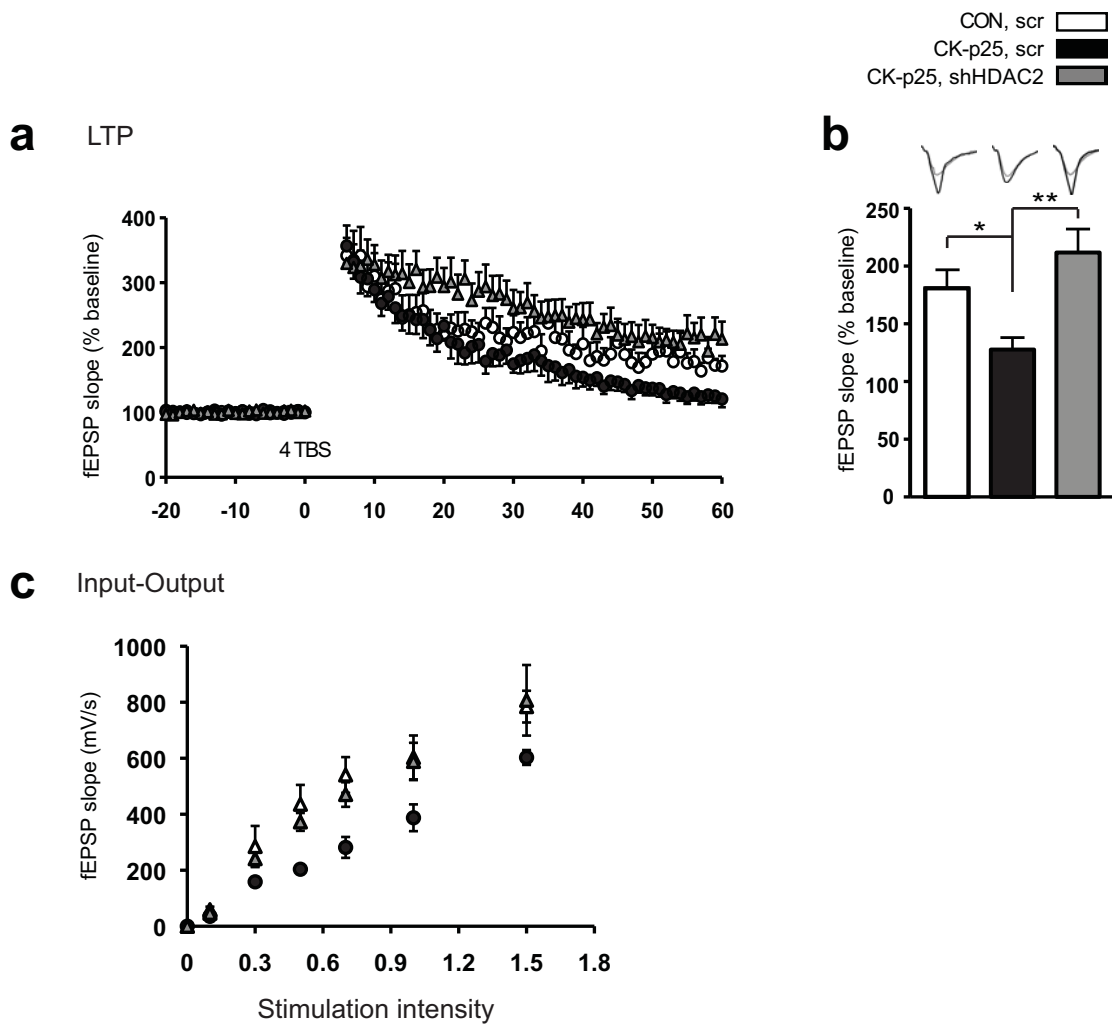 CON, scr
CK-p25, scr
CK-p25, shHDAC2
a LTP
fEPSP slope (% baseline)
400
300
200
100
0
4 TBS
-20 -10 0 10 20 30 40 50 60
b
* **
fEPSP slope (% baseline)
250
200
150
100
50
0
c Input-Output
fEPSP slope (mV/s)
1000
800
600
400
200
0
0 0.3 0.6 0.9 1.2 1.5 1.8
Stimulation intensity